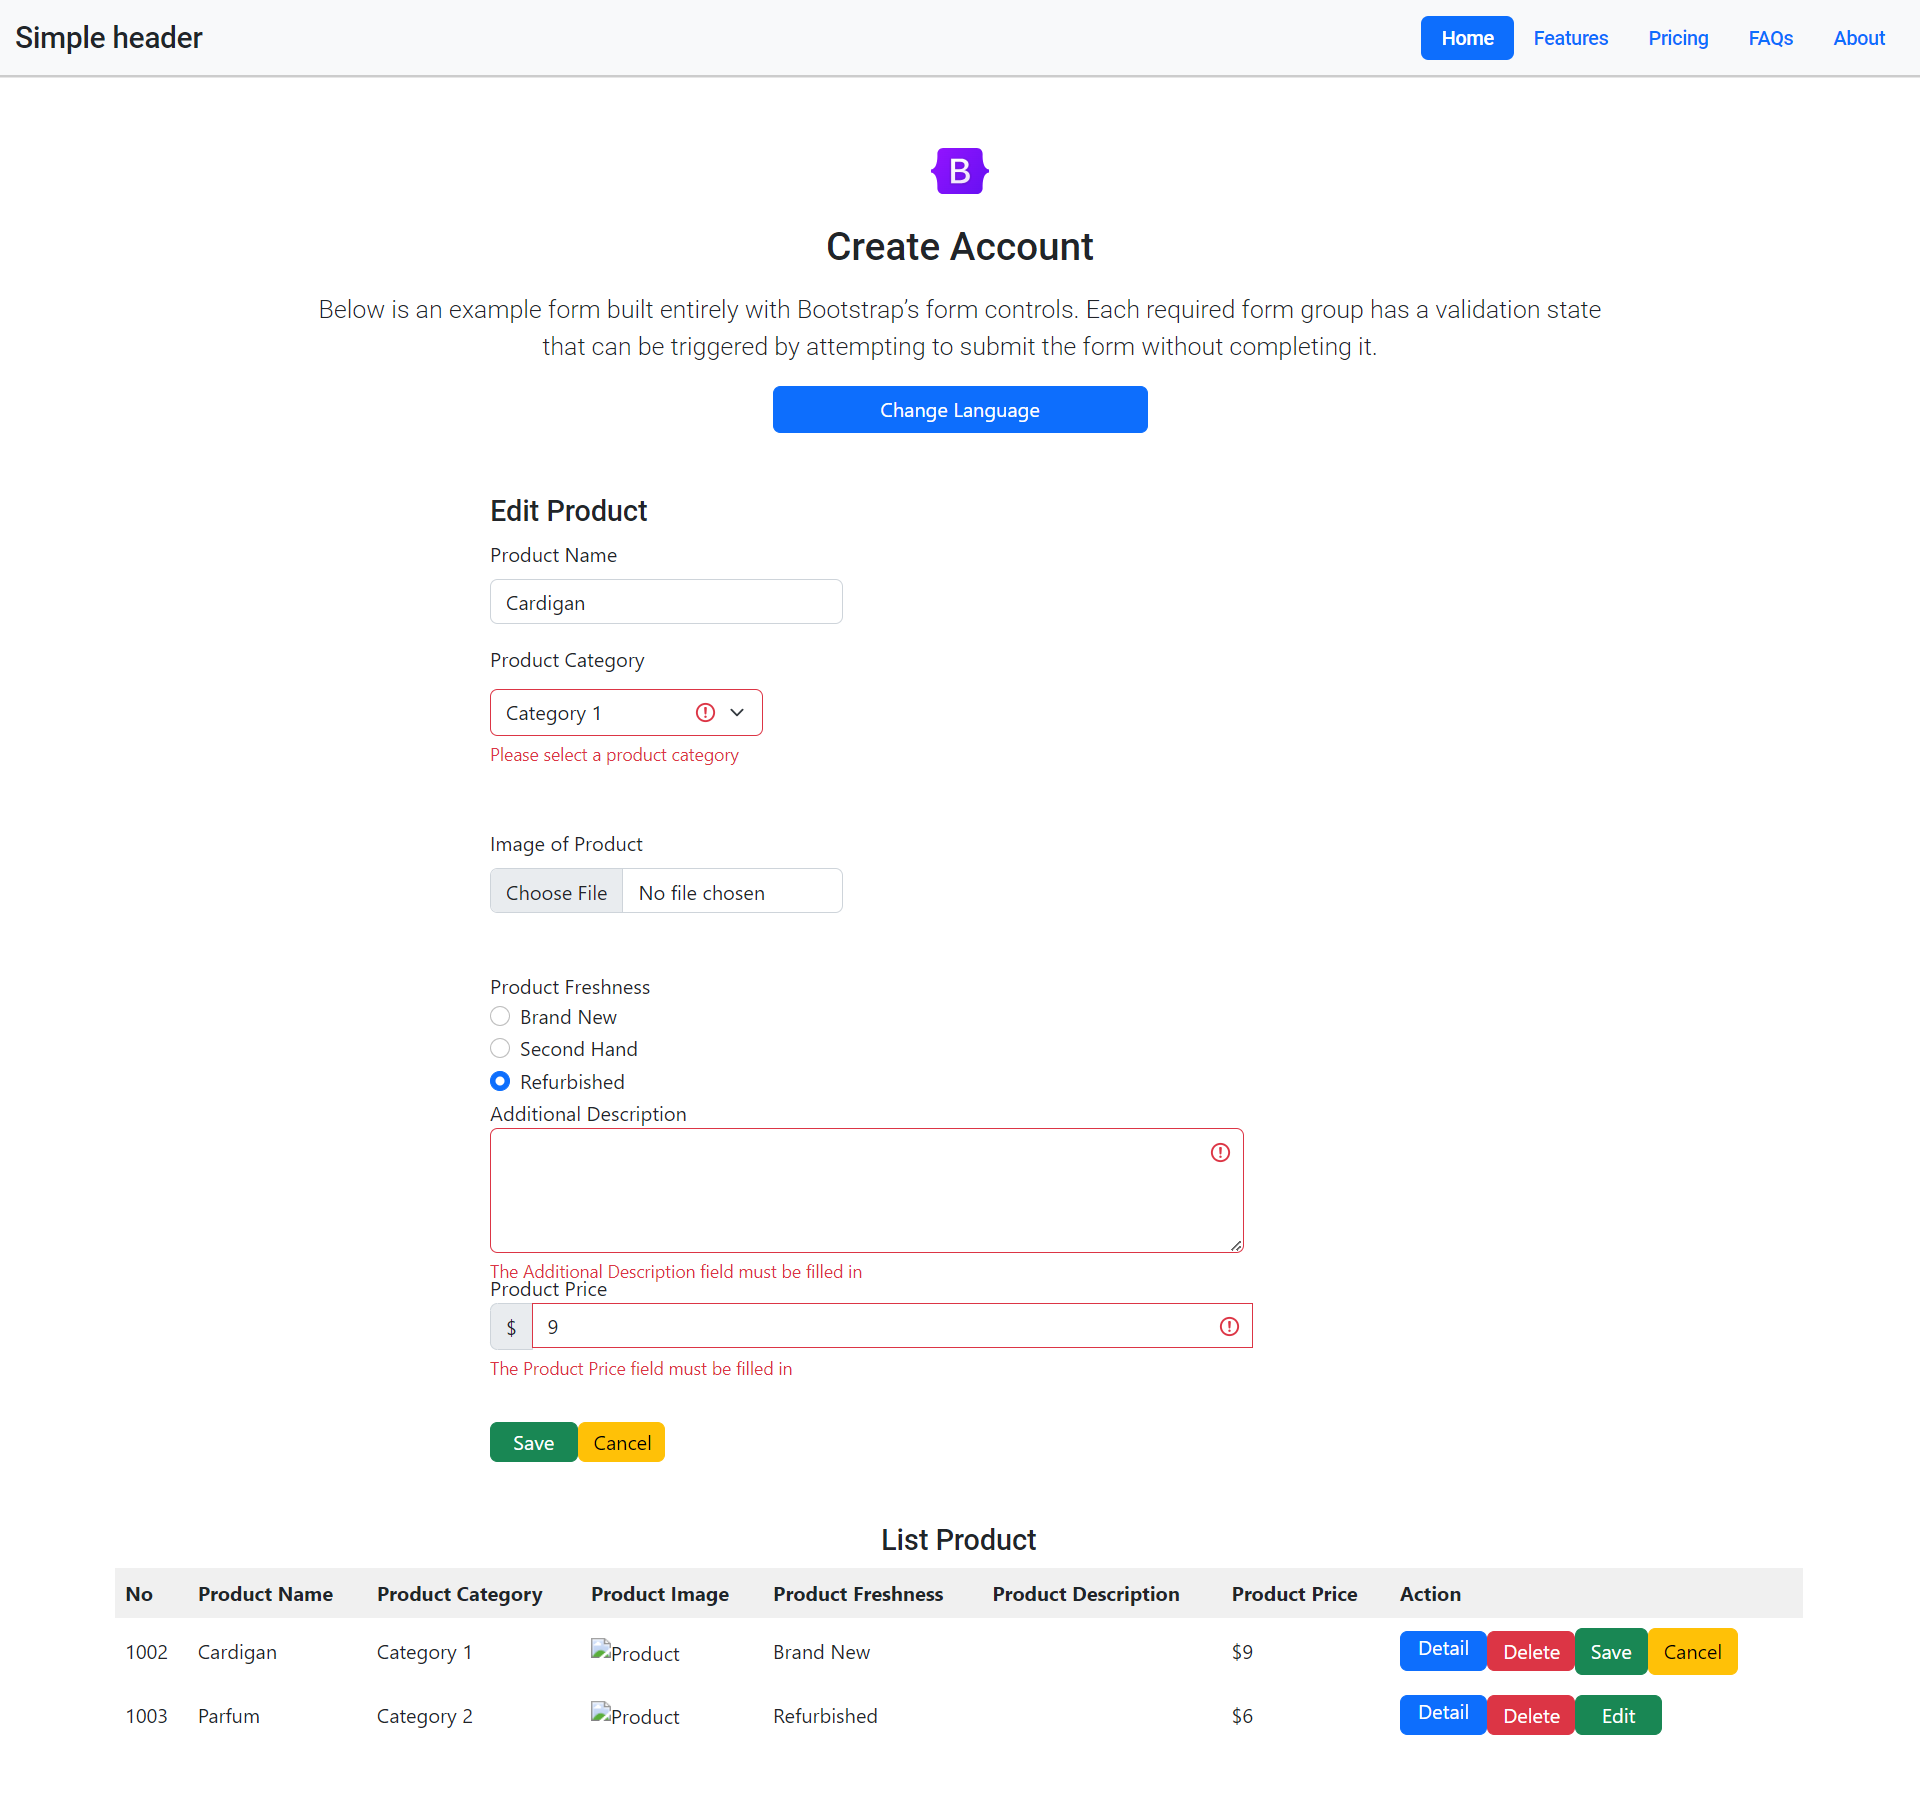 Simple header
Home Features Pricing FAQs About
B
Create Account
Below is an example form built entirely with Bootstrap’s form controls. Each required form group has a validation state
that can be triggered by attempting to submit the form without completing it.
Change Language
Edit Product
Product Name
Cardigan
Product Category
Category 1
Please select a product category
Image of Product
Choose File No file chosen
Product Freshness
Brand New
Second Hand
Refurbished
Additional Description
The Additional Description field must be filled in
Product Price
$ 9
The Product Price field must be filled in
Save Cancel
List Product
No Product Name Product Category Product Image Product Freshness Product Description Product Price Action
1002 Cardigan Category 1 Product Brand New $9 Detail Delete Save Cancel
1003 Parfum Category 2 Product Refurbished $6 Detail Delete Edit